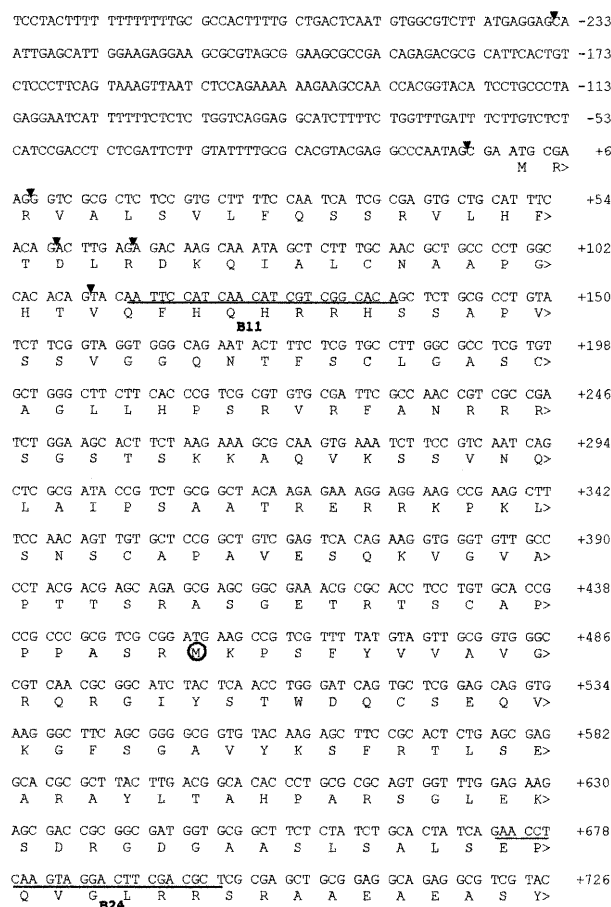 TCCTACTTTT TTTTTTTTGC GCCACTTTTG CTGACTCAAT GTGGCGTCTT ATGAGGAGCA -233
ATTGAGCATT GGAAGAGGAA GCGCGTAGCG GAAGCGCCGA CAGAGACGCG CATTCACTGT -173
CTCCCTTCAG TAAAGTTAAT CTCCAGAAAA AAGAAGCCAA CCACGGTACA TCCTGCCCTA -113
GAGGAATCAT TTTTTCTCTC TGGTCAGGAG GCATCTTTTC TGGTTTGATT TCTTGTCTCT -53
CATCGACCTC CTCGATTCTT GTATTTTGCG CACGTACGAG GCCCAATAGC GA ATG CGA +6
M R>
AGG GTC GCG CTC TCC GTG CTT TTC CAA TCA TCG CGA GTG CTG CAT TTC +54
R V A L S V L F Q S S R V L H F>
ACA GAC TTG AGA GAC AAG CAA ATA GCT CTT TGC AAC GCT GCC CCT GGC +102
T D L R D K Q I A L C N A A P G>
CAC ACA GTA CAA TTC CAT CAA CAT CGT CGG CAC AGC TCT GCG CCT GTA +150
H T V Q F H Q H R R H S S A P V>
B11
TCT TCG GTA GGT GGG CAG AAT ACT TTC TCG TGC CTT GGC GCC TCG TGT +198
S S V G G Q N T F S C L G A S C>
GCT GGG CTT CTT CAC CCG TCG CGT GTG CGA TTC GCC AAC CGT CGC CGA +246
A G L L H P S R V R F A N R R R>
TCT GGA AGC ACT TCT AAG AAA GCG CAA GTG AAA TCT TCC GTC AAT CAG +294
S G S T S K K A Q V K S S V N Q>
CTC GCG ATA CCG TCT GCG GCT ACA AGA GAA AGG AGG AAG CCG AAG CTT +342
L A I P S A A T R E R R K P K L>
TCC AAC AGT TGT GCT CCG GCT GTC GAG TCA CAG AAG GTG GGT GTT GCC +390
S N S C A P A V E S Q K V G V A>
CCT ACG ACG AGC AGA GCG AGC GGC GAA ACG CGC ACC TCC TGT GCA CCG +438
P T T S R A S G E T R T S C A P>
CCG CCC GCG TCG CGG ATG AAG CCG TCG TTT TAT GTA GTT GCG GTG GGC +486
P P A S R M K P S F Y V V A V G>
CGT CAA CGC GGC ATC TAC TCA ACC TGG GAT CAG TGC TCG GAG CAG GTG +534
R Q R G I Y S T W D Q C S E Q V>
AAG GGC TTC AGC GGG GCG GTG TAC AAG AGC TTC CGC ACT CTG AGC GAG +582
K G F S G A V Y K S F R T L S E>
GCA CGC GCT TAC TTG ACG GCA CAC CCT GCG CGC AGT GGT TTG GAG AAG +630
A R A Y L T A H P A R S G L E K>
AGC GAC CGC GGC GAT GGT GCG GCT TCT CTA TCT GCA CTA TCA GAA CCT +678
S D R G D G A A S L S A L S E P>
CAA GTA GGA CTT CGA CGC TCG CGA GCT GCG GAG GCA GAG GCG TCG TAC +726
Q V G L R R S R A A E A E A S Y>
B24